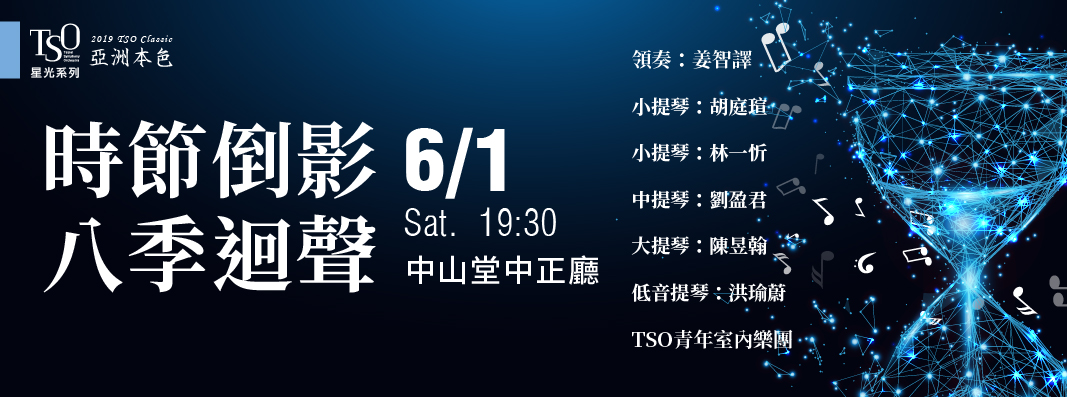 TSO
Taipei Symphony Orchestra
星光系列
2019 TSO Classic
亞洲本色
時節倒影
八季迴聲
6/1
Sat. 19:30
中山堂中正廳
領奏：姜智譯
小提琴：胡庭瑄
小提琴：林一忻
中提琴：劉盈君
大提琴：陳昱翰
低音提琴：洪瑜蔚
TSO青年室內樂團